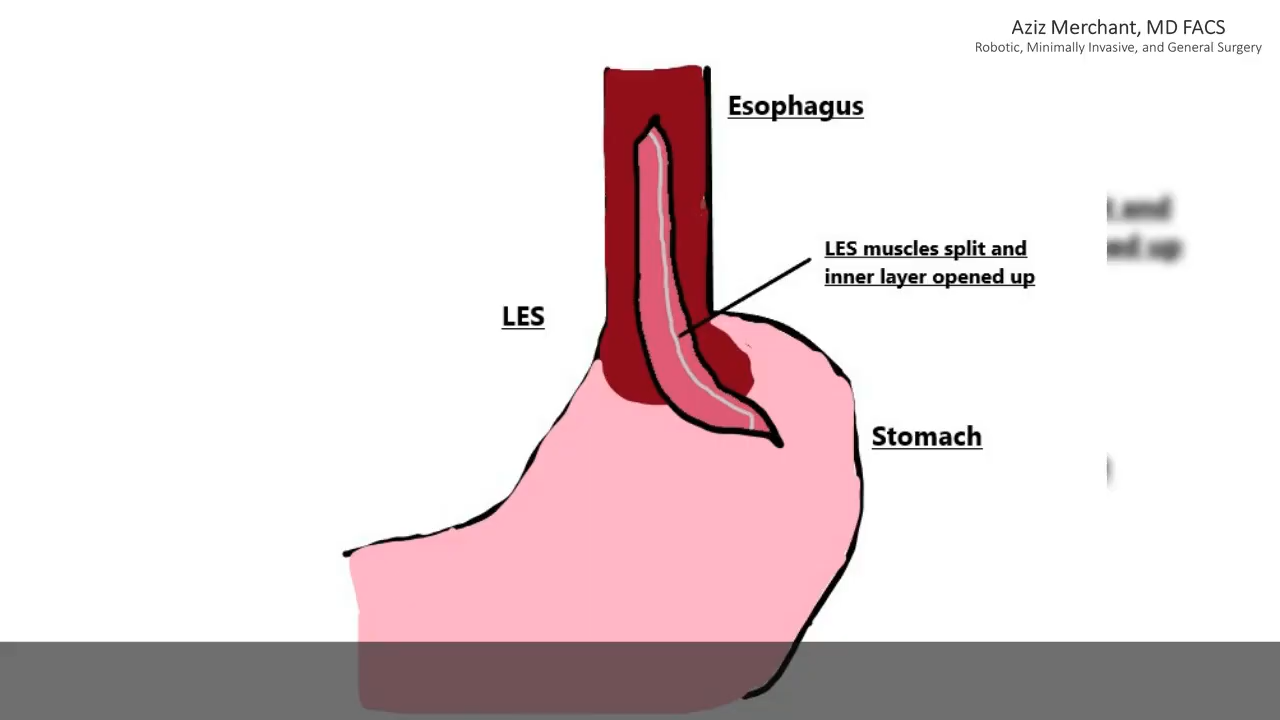 Aziz Merchant, MD FACS
Robotic, Minimally Invasive, and General Surgery
Esophagus
LES muscles split and
inner layer opened up
LES
Stomach